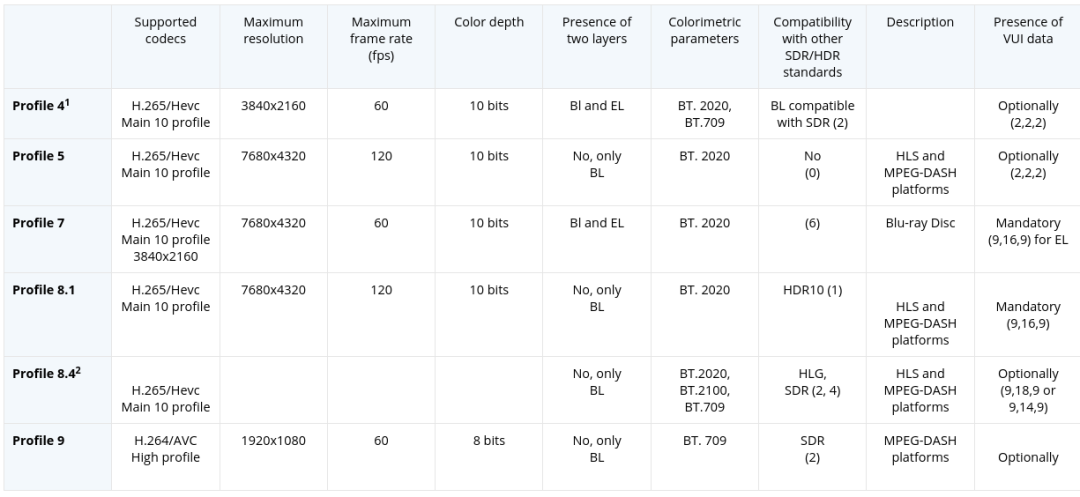 Supported codecs
Maximum resolution
Maximum frame rate (fps)
Color depth
Presence of two layers
Colorimetric parameters
Compatibility with other SDR/HDR standards
Description
Presence of VUI data
Profile 4¹
H.265/Hevc
Main 10 profile
3840x2160
60
10 bits
Bl and EL
BT. 2020,
BT.709
BL compatible
with SDR (2)
Optionally
(2,2,2)
Profile 5
H.265/Hevc
Main 10 profile
7680x4320
120
10 bits
No, only
BL
BT. 2020
No
(0)
HLS and
MPEG-DASH
platforms
Optionally
(2,2,2)
Profile 7
H.265/Hevc
Main 10 profile
3840x2160
7680x4320
60
10 bits
Bl and EL
BT. 2020
(6)
Blu-ray Disc
Mandatory
(9,16,9) for EL
Profile 8.1
H.265/Hevc
Main 10 profile
7680x4320
120
10 bits
No, only
BL
BT. 2020
HDR10 (1)
HLS and
MPEG-DASH
platforms
Mandatory
(9,16,9)
Profile 8.4²
H.265/Hevc
Main 10 profile
No, only
BL
BT.2020,
BT.2100,
BT.709
HLG,
SDR (2, 4)
HLS and
MPEG-DASH
platforms
Optionally
(9,18,9 or
9,14,9)
Profile 9
H.264/AVC
High profile
1920x1080
60
8 bits
No, only
BL
BT. 709
SDR
(2)
MPEG-DASH
platforms
Optionally